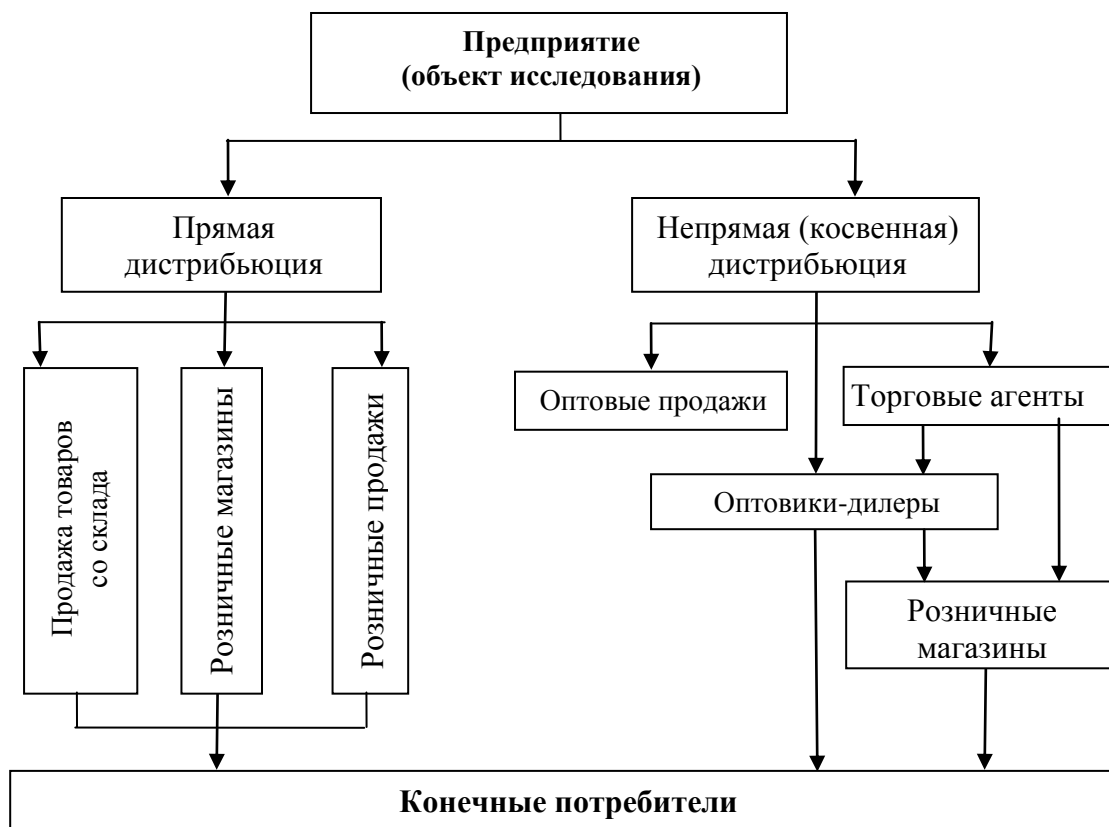 Предприятие
(объект исследования)
Прямая
дистрибьюция
Непрямая (косвенная)
дистрибьюция
Продажа товаров
со склада
Розничные магазины
Розничные продажи
Оптовые продажи
Торговые агенты
Оптовики-дилеры
Розничные
магазины
Конечные потребители